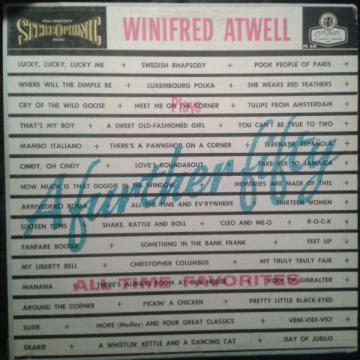 FULL FREQUENCY
STEREOPHONIC
SOUND
WINIFRED ATWELL
LONDON
LUCKY, LUCKY, LUCKY ME + SWEDISH RHAPSODY + POOR PEOPLE OF PARIS
WHERE WILL THE DIMPLE BE + LUXEMBOURG POLKA + SHE WEARS RED FEATHERS
Plays
CRY OF THE WILD GOOSE + MEET ME ON THE CORNER + TULIPS FROM AMSTERDAM
THAT'S MY BOY + A SWEET OLD-FASHIONED GIRL + YOU CAN'T BE TRUE TO TWO
MAMBO ITALIANO + THERE'S A PAWNSHOP ON A CORNER + SERENATA ESPAÑOLA
CINDY, OH CINDY + LOVE'S ROUNDABOUT + TAKE HER TO JAMAICA
A further fifty
HOW MUCH IS THAT DOGGIE IN THE WINDOW + MEMORIES ARE MADE OF THIS
ARRIVEDERCI ROMA + ALL THE TIME AND EV'RYWHERE + THIRTEEN WOMEN
SIXTEEN TONS + SHAKE, RATTLE AND ROLL + CLEO AND ME-O + R-O-C-K
FANFARE BOOGIE + SOMETHING IN THE BANK FRANK + FEET UP +
MY LIBERTY BELL + CHRISTOPHER COLUMBUS + MY TRULY TRULY FAIR +
ALL-TIME FAVORITES
MANANA + THERE'S ALWAYS ROOM AT OUR HOUSE + ROCK OF GIBRALTER
AROUND THE CORNER + PICKIN' A CHICKEN + PRETTY LITTLE BLACK-EYED
SUSIE + MORE (Medley) AND FOUR GREAT CLASSICS + VENI-VIDI-VICI
DEARIE + A WHISTLIN' KETTLE AND A DANCING CAT + DAY OF JUBILO